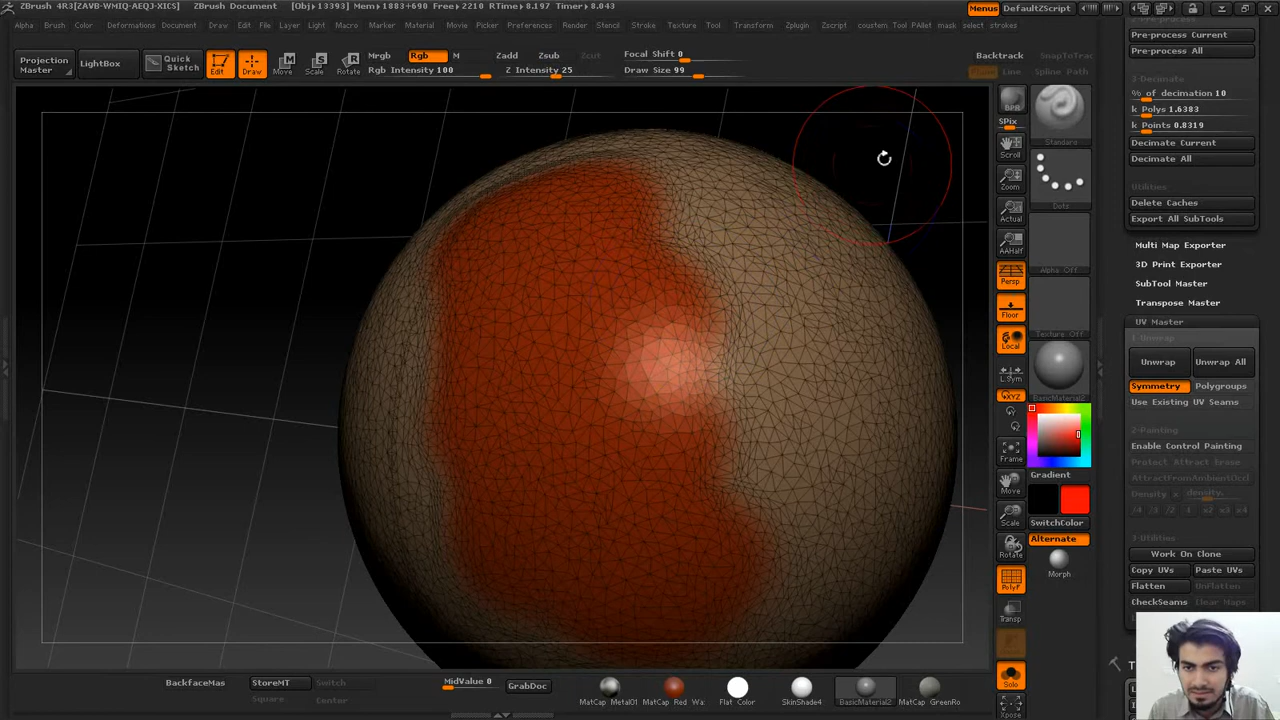 ZBrush 4R3[ZAVB-WMIQ-AEQJ-XICS] ZBrush Document [Obj→13393] Mem→1883+690 Free→2210 RTime→8.197 Timer→8.043 Menus DefaultZScript
Alpha Brush Color Deformations Document Draw Edit File Layer Light Macro Marker Material Movie Picker Preferences Render Stencil Stroke Texture Tool Transform Zplugin Zscript coustem Tool PAllet mask select strokes
Projection Master
LightBox
Quick Sketch
Edit
Draw
Move
Scale
Rotate
Mrgb Rgb M
Rgb Intensity 100
Zadd Zsub Zcut
Z Intensity 25
Focal Shift 0
Draw Size 99
Backtrack SnapToTrac
Line Spline Path
BPR
SPix
Scroll
Zoom
Actual
AAHalf
Persp
Floor
Local
L.Sym
XYZ
Frame
Move
Scale
Rotate
PolyF
Transp
Solo
Xpose
Standard
Dots
Alpha Off
Texture Off
BasicMaterial2
Gradient
SwitchColor
Alternate
Morph
Pre-process Current
Pre-process All
% of decimation 10
k Polys 1.6383
k Points 0.8319
Decimate Current
Decimate All
Utilities
Delete Caches
Export All SubTools
Multi Map Exporter
3D Print Exporter
SubTool Master
Transpose Master
UV Master
1-Unwrap
Unwrap Unwrap All
Symmetry Polygroups
Use Existing UV Seams
2-Painting
Enable Control Painting
Protect Attract Erase
AttractFromAmbientOccl
Density x density.
/4 /3 /2 1 x2 x3 x4
3-Utilities
Work On Clone
Copy UVs Paste UVs
Flatten UnFlatten
CheckSeams Clear Maps
BackfaceMas
StoreMT Switch
Square Center
MidValue 0
GrabDoc
MatCap Metal01
MatCap Red Wa:
Flat Color
SkinShade4
BasicMaterial2
MatCap GreenRo